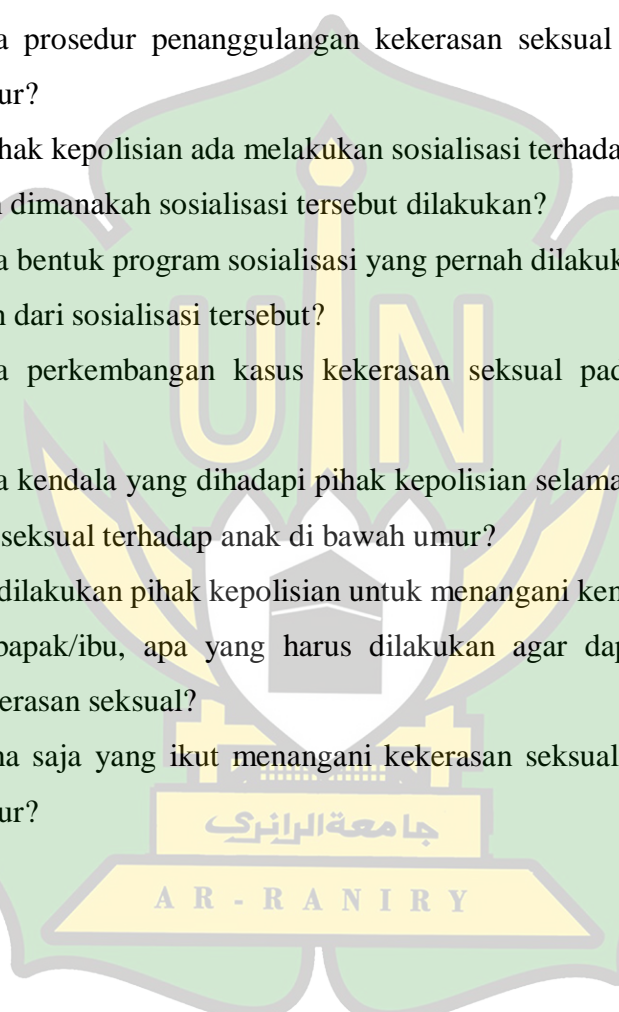 a prosedur penanggulangan kekerasan seksual
ur?
hak kepolisian ada melakukan sosialisasi terhada
n dimanakah sosialisasi tersebut dilakukan?
a bentuk program sosialisasi yang pernah dilakuk
n dari sosialisasi tersebut?
a perkembangan kasus kekerasan seksual pad
a kendala yang dihadapi pihak kepolisian selama
seksual terhadap anak di bawah umur?
dilakukan pihak kepolisian untuk menangani ken
bapak/ibu, apa yang harus dilakukan agar dap
erasan seksual?
na saja yang ikut menangani kekerasan seksual
ur?
UIN
جامعة الرانري
AR-RANIRY